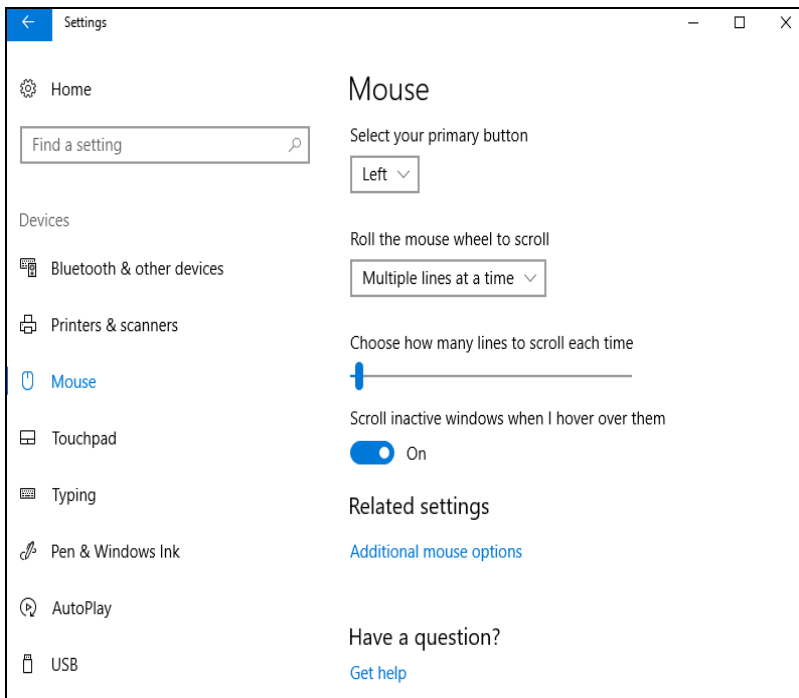 Settings
Home
Find a setting
Devices
Bluetooth & other devices
Printers & scanners
Mouse
Touchpad
Typing
Pen & Windows Ink
AutoPlay
USB
Mouse
Select your primary button
Left
Roll the mouse wheel to scroll
Multiple lines at a time
Choose how many lines to scroll each time
Scroll inactive windows when I hover over them
On
Related settings
Additional mouse options
Have a question?
Get help